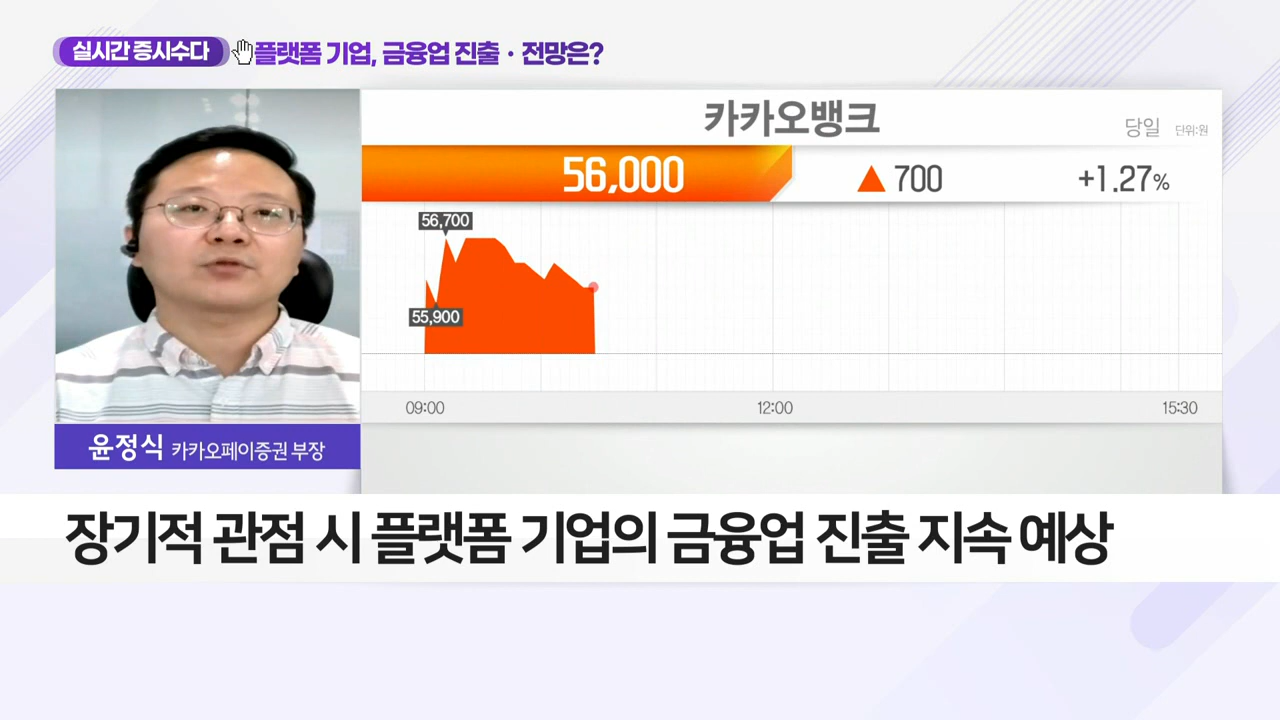 실시간 증시수다
플랫폼 기업, 금융업 진출 · 전망은?
카카오뱅크
당일 단위:원
56,000 ▲ 700 +1.27%
56,700
55,900
09:00 12:00 15:30
윤정식 카카오페이증권 부장
장기적 관점 시 플랫폼 기업의 금융업 진출 지속 예상